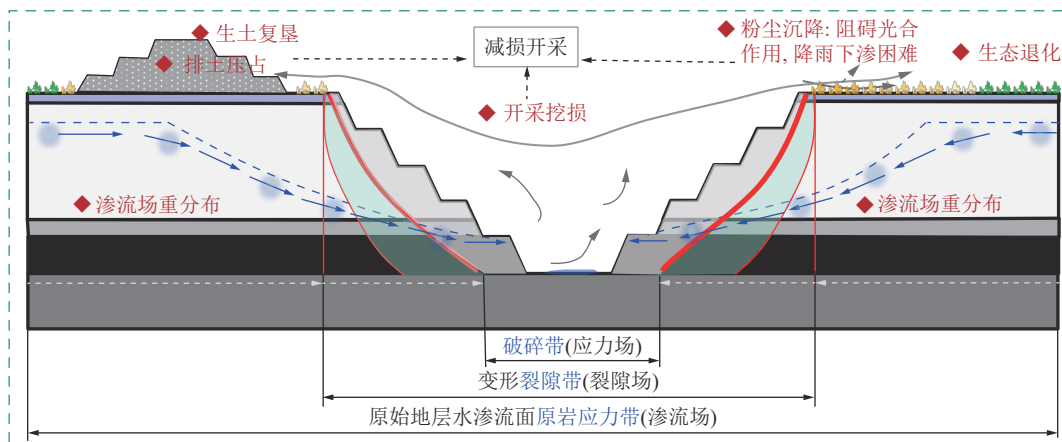 生土复垦
排土压占
减损开采
粉尘沉降: 阻碍光合
作用, 降雨下渗困难
生态退化
开采挖损
渗流场重分布
渗流场重分布
破碎带(应力场)
变形裂隙带(裂隙场)
原始地层水渗流面原岩应力带(渗流场)